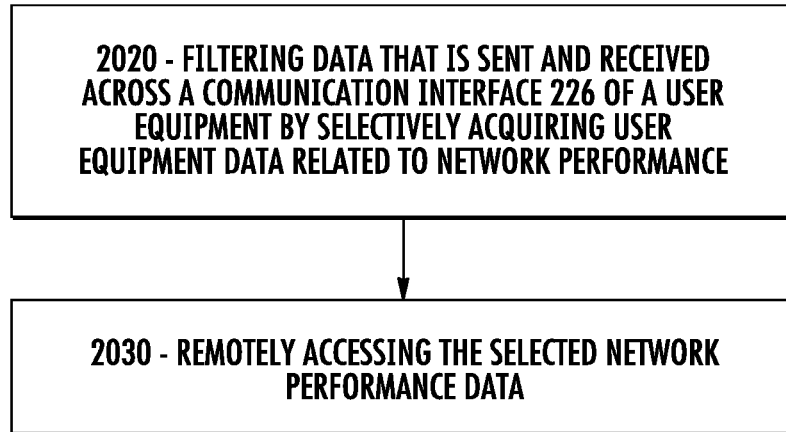 2020 - FILTERING DATA THAT IS SENT AND RECEIVED
ACROSS A COMMUNICATION INTERFACE 226 OF A USER
EQUIPMENT BY SELECTIVELY ACQUIRING USER
EQUIPMENT DATA RELATED TO NETWORK PERFORMANCE
2030 - REMOTELY ACCESSING THE SELECTED NETWORK
PERFORMANCE DATA